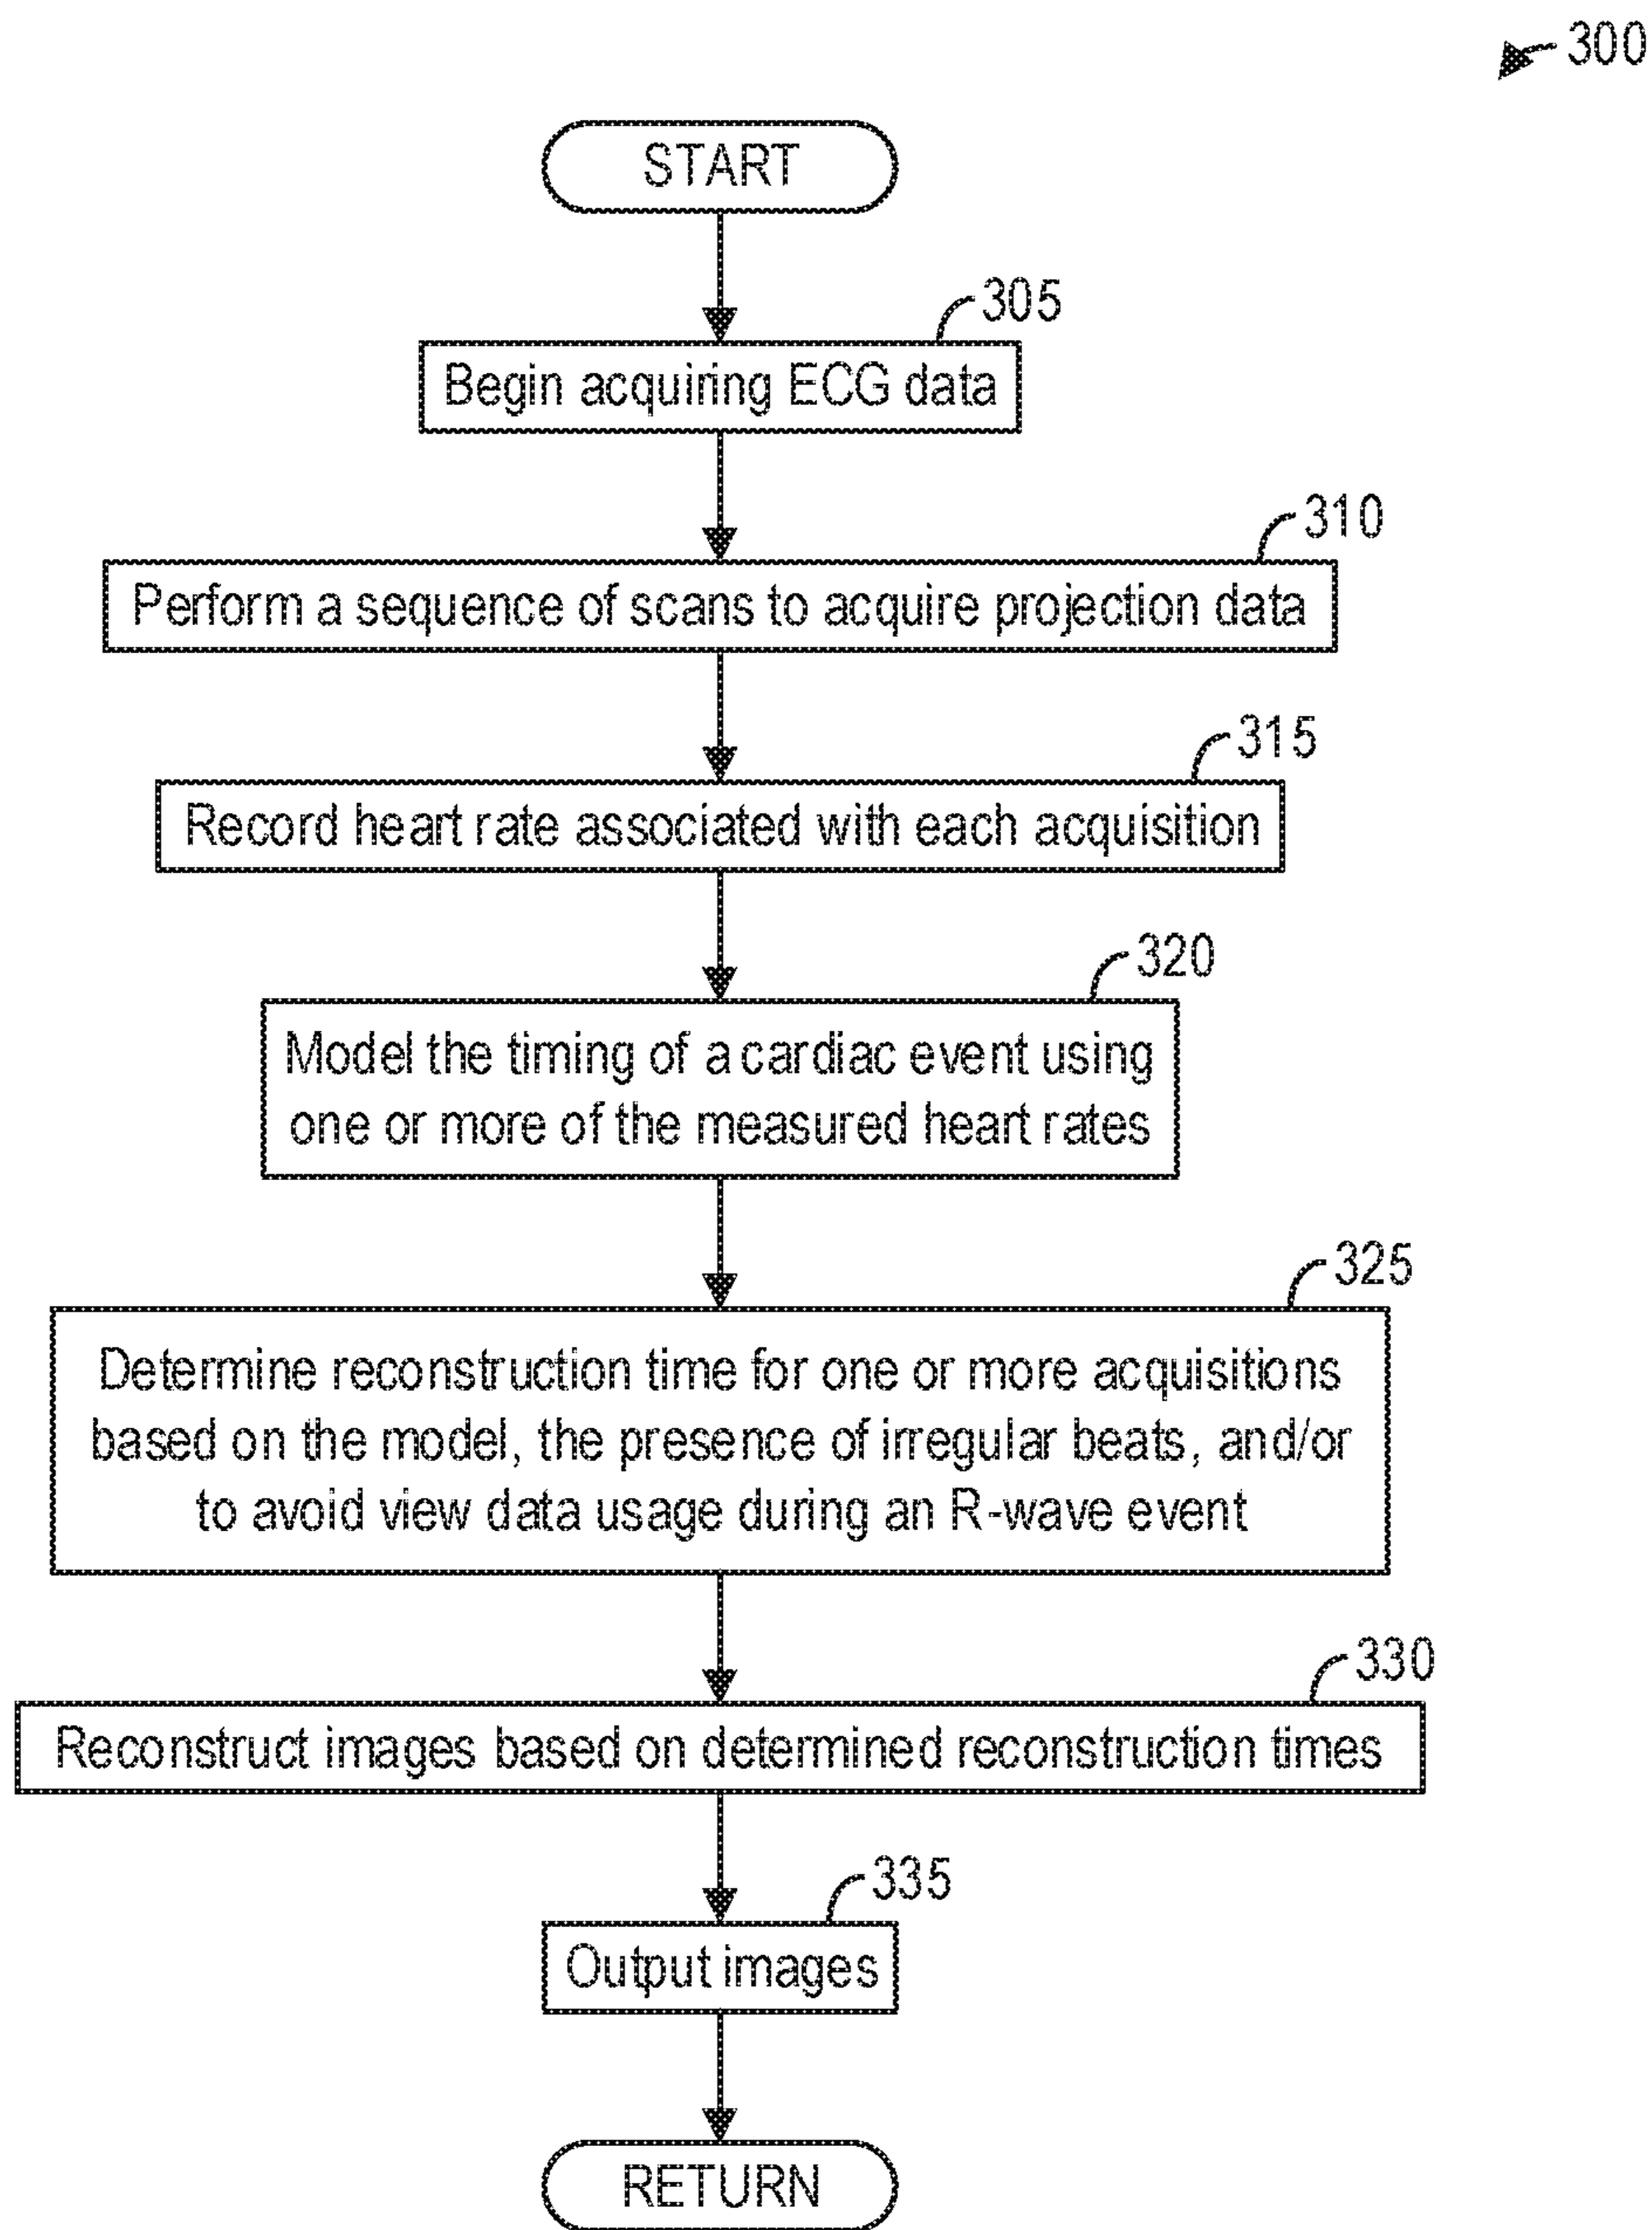 300
START
305
Begin acquiring ECG data
310
Perform a sequence of scans to acquire projection data
315
Record heart rate associated with each acquisition
320
Model the timing of a cardiac event using
one or more of the measured heart rates
325
Determine reconstruction time for one or more acquisitions
based on the model, the presence of irregular beats, and/or
to avoid view data usage during an R-wave event
330
Reconstruct images based on determined reconstruction times
335
Output images
RETURN